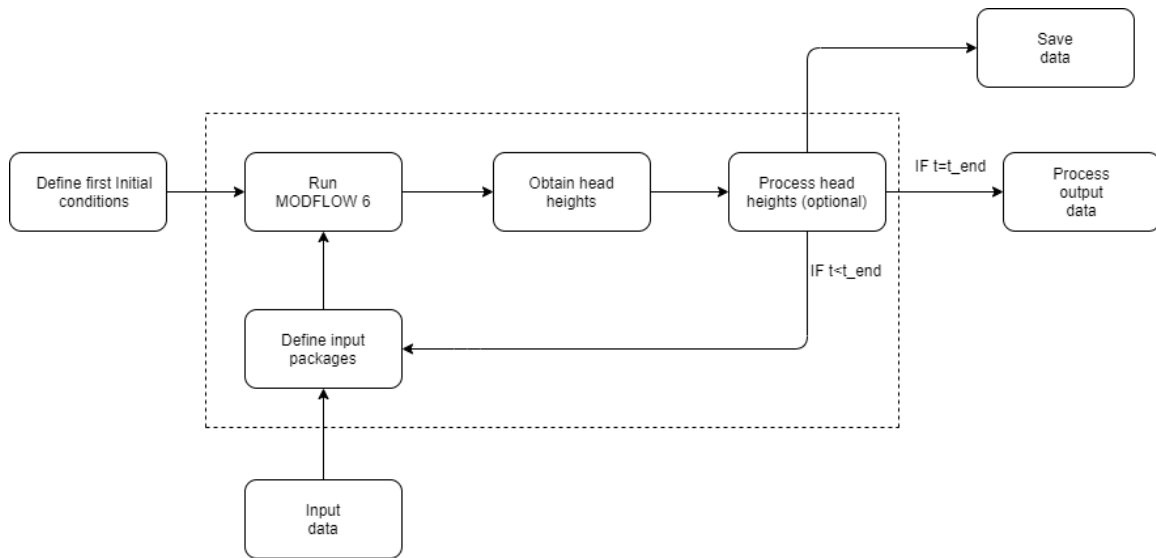 Save
data
Define first Initial
conditions
Run
MODFLOW 6
Obtain head
heights
Process head
heights (optional)
IF t=t_end
Process
output
data
IF t<t_end
Define input
packages
Input
data